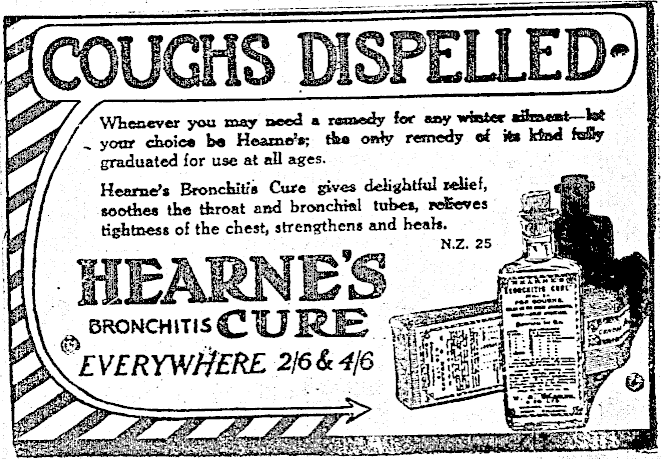 COUGHS DISPELLED
Whenever you may need a remedy for any winter ailment—let
your choice be Hearne's; the only remedy of its kind fully
graduated for use at all ages.
Hearne's Bronchitis Cure gives delightful relief,
soothes the throat and bronchial tubes, relieves
tightness of the chest, strengthens and heals.
N.Z. 25
HEARNE'S
BRONCHITIS CURE
EVERYWHERE 2/6 & 4/6
HEARNE'S
BRONCHITIS CURE